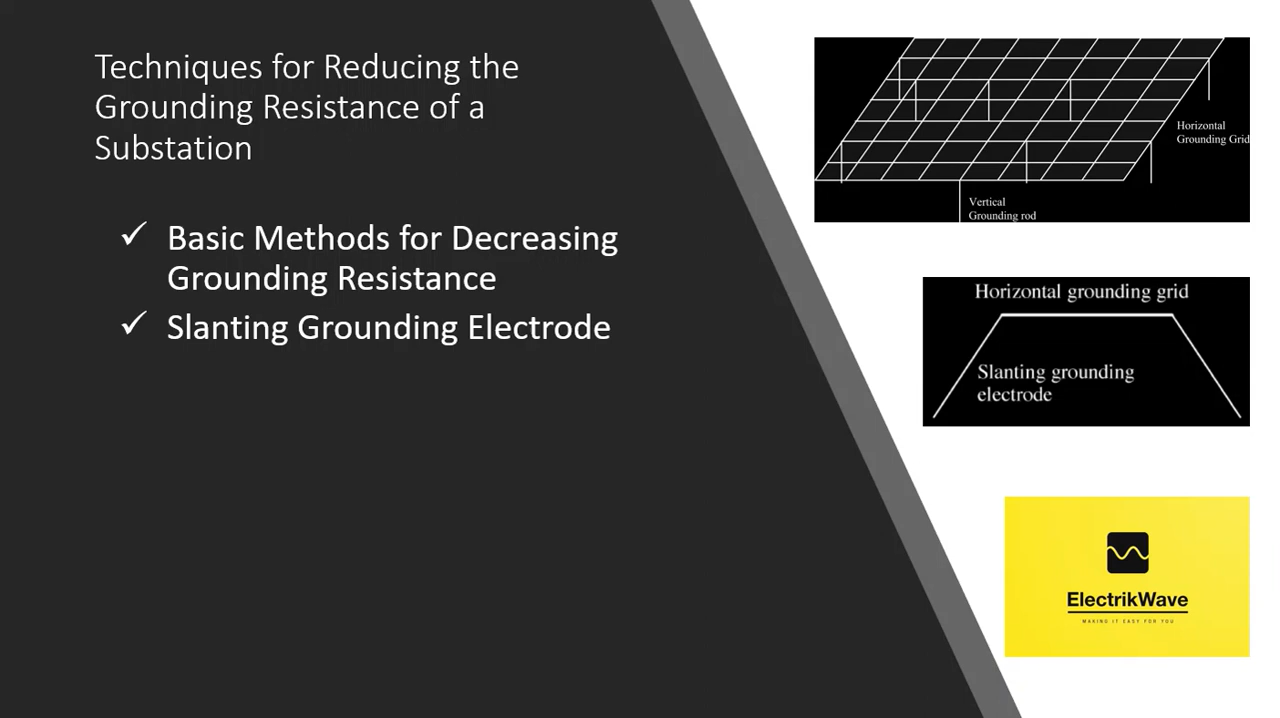 Techniques for Reducing the
Grounding Resistance of a
Substation
Basic Methods for Decreasing
Grounding Resistance
Slanting Grounding Electrode
Horizontal
Grounding Grid
Vertical
Grounding rod
Horizontal grounding grid
Slanting grounding
electrode
ElectrikWave
MAKING IT EASY FOR YOU